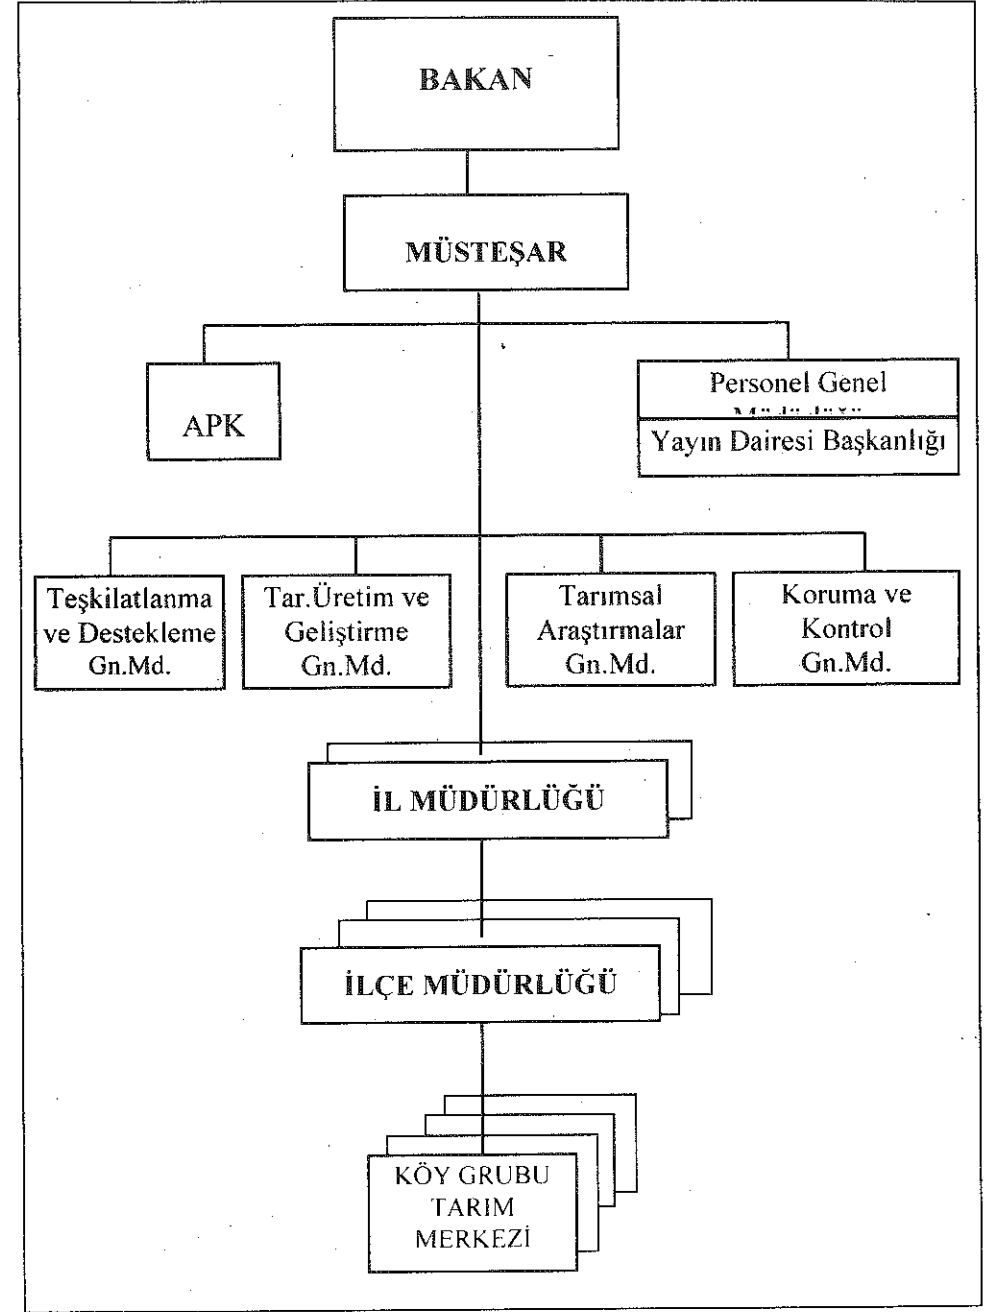 BAKAN
MÜSTEŞAR
APK
Personel Genel
Yayın Dairesi Başkanlığı
Teşkilatlanma
ve Destekleme
Gn.Md.
Tar.Üretim ve
Geliştirme
Gn.Md.
Tarımsal
Araştırmalar
Gn.Md.
Koruma ve
Kontrol
Gn.Md.
İL MÜDÜRLÜĞÜ
İLÇE MÜDÜRLÜĞÜ
KÖY GRUBU
TARIM
MERKEZİ